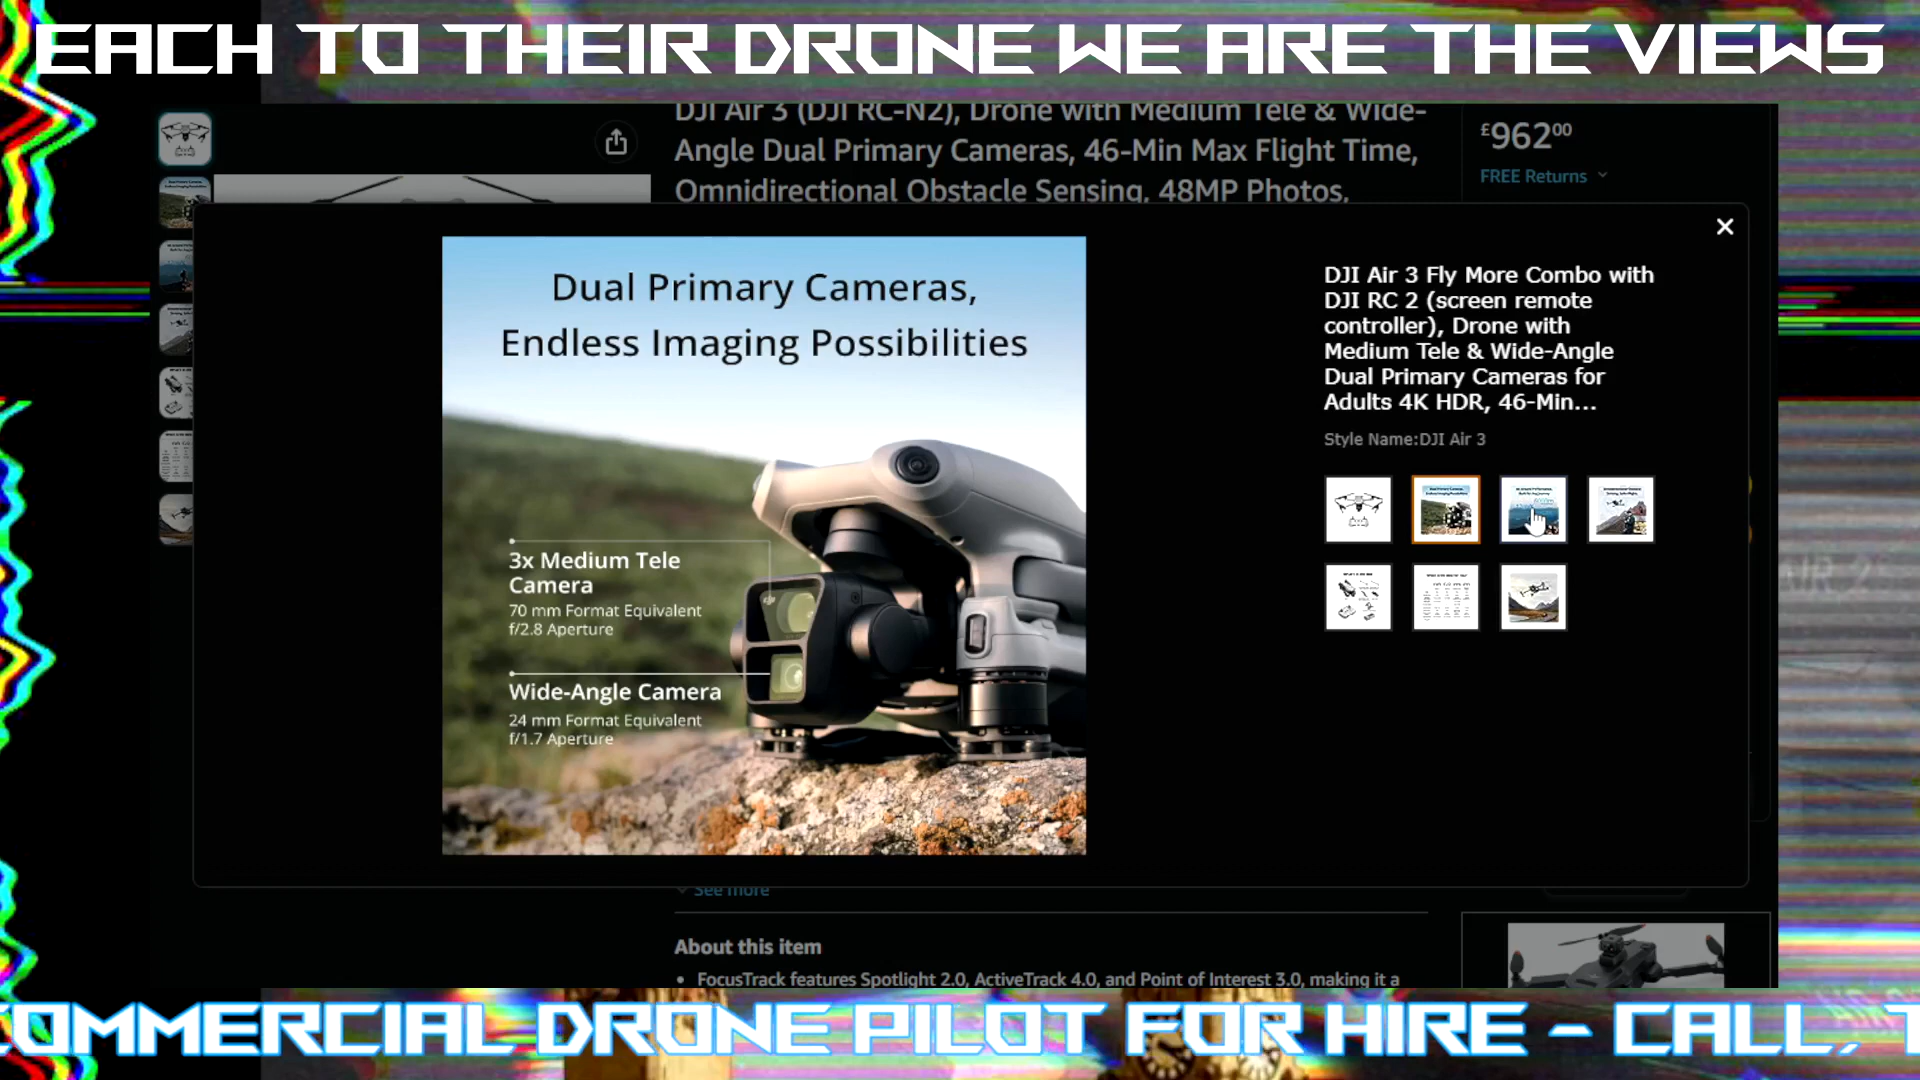 EACH TO THEIR DRONE WE ARE THE VIEWS
DJI Air 3 (DJI RC-N2), Drone with Medium Tele & Wide-
Angle Dual Primary Cameras, 46-Min Max Flight Time,
Omnidirectional Obstacle Sensing, 48MP Photos,
£962⁰⁰
FREE Returns
Dual Primary Cameras,
Endless Imaging Possibilities
3x Medium Tele
Camera
70 mm Format Equivalent
f/2.8 Aperture
Wide-Angle Camera
24 mm Format Equivalent
f/1.7 Aperture
DJI Air 3 Fly More Combo with
DJI RC 2 (screen remote
controller), Drone with
Medium Tele & Wide-Angle
Dual Primary Cameras for
Adults 4K HDR, 46-Min...
Style Name:DJI Air 3
See more
About this item
• FocusTrack features Spotlight 2.0, ActiveTrack 4.0, and Point of Interest 3.0, making it a
COMMERCIAL DRONE PILOT FOR HIRE - CALL, T